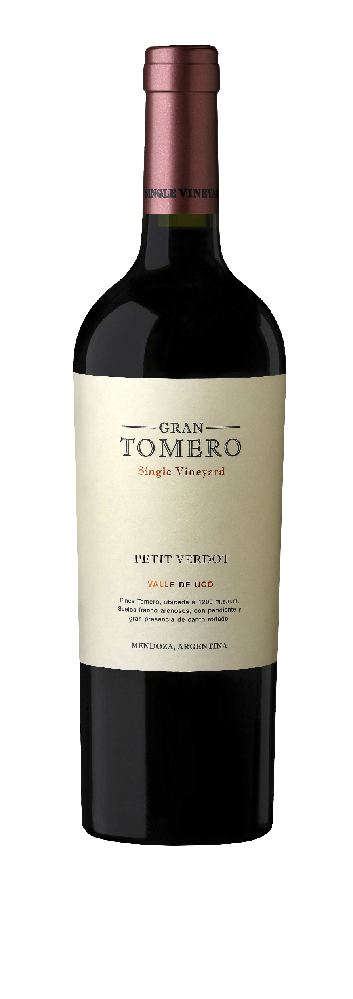 SINGLE VINEYA
GRAN
TOMERO
Single Vineyard
PETIT VERDOT
VALLE DE UCO
Finca Tomero, ubicada a 1200 m.s.n.m.
Suelos franco arenosos, con pendiente y
gran presencia de canto rodado.
MENDOZA, ARGENTINA